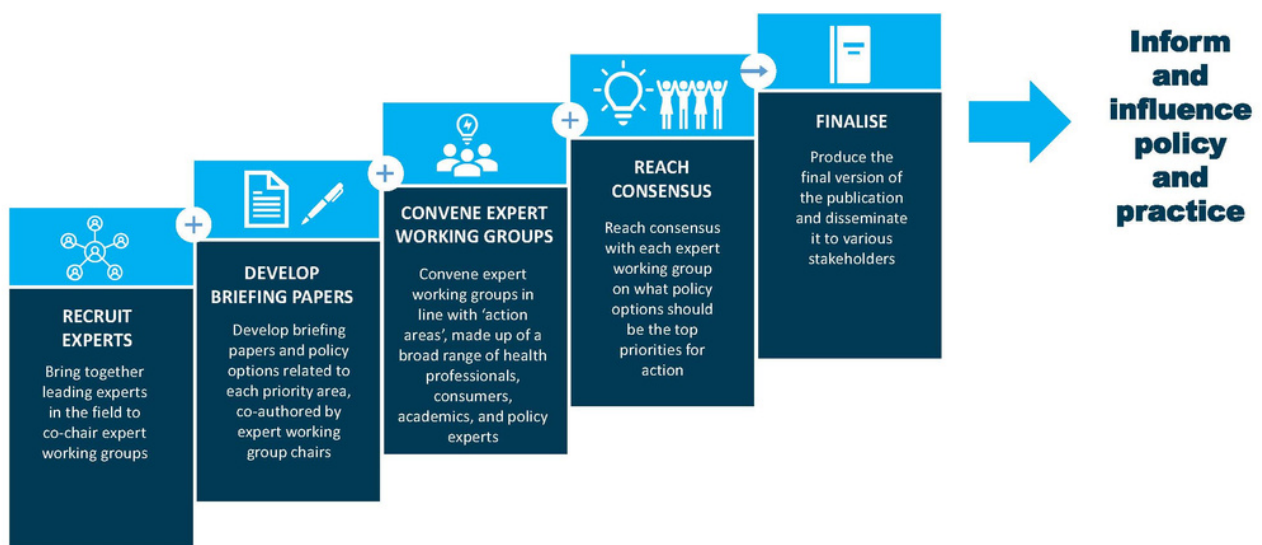 RECRUIT
EXPERTS
Bring together
leading experts
in the field to
co-chair expert
working groups
DEVELOP
BRIEFING PAPERS
Develop briefing
papers and policy
options related to
each priority area,
co-authored by
expert working
group chairs
CONVENE EXPERT
WORKING GROUPS
Convene expert
working groups in
line with ‘action
areas’, made up of a
broad range of health
professionals,
consumers,
academics, and policy
experts
REACH
CONSENSUS
Reach consensus
with each expert
working group
on what policy
options should
be the top
priorities for
action
FINALISE
Produce the
final version of
the publication
and disseminate
it to various
stakeholders
Inform
and
influence
policy
and
practice